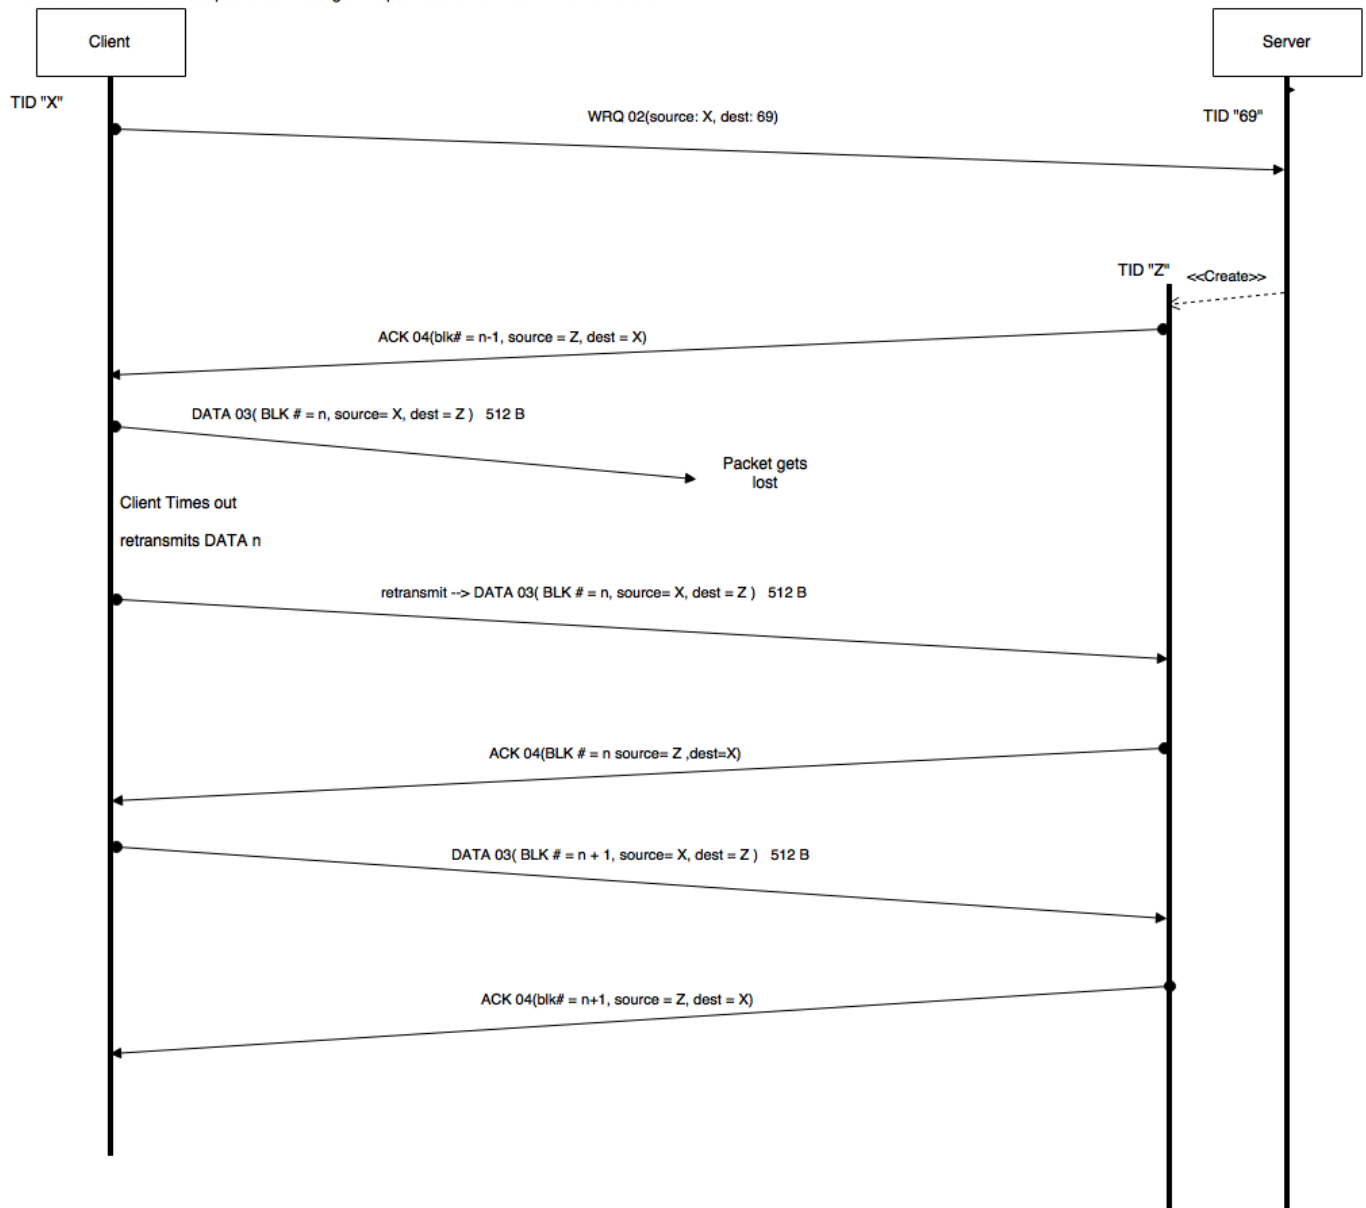 Client
Server
TID "X"
TID "69"
WRQ 02(source: X, dest: 69)
TID "Z"
<<Create>>
ACK 04(blk# = n-1, source = Z, dest = X)
DATA 03( BLK # = n, source= X, dest = Z ) 512 B
Packet gets
lost
Client Times out
retransmits DATA n
retransmit --> DATA 03( BLK # = n, source= X, dest = Z ) 512 B
ACK 04(BLK # = n source= Z ,dest=X)
DATA 03( BLK # = n + 1, source= X, dest = Z ) 512 B
ACK 04(blk# = n+1, source = Z, dest = X)